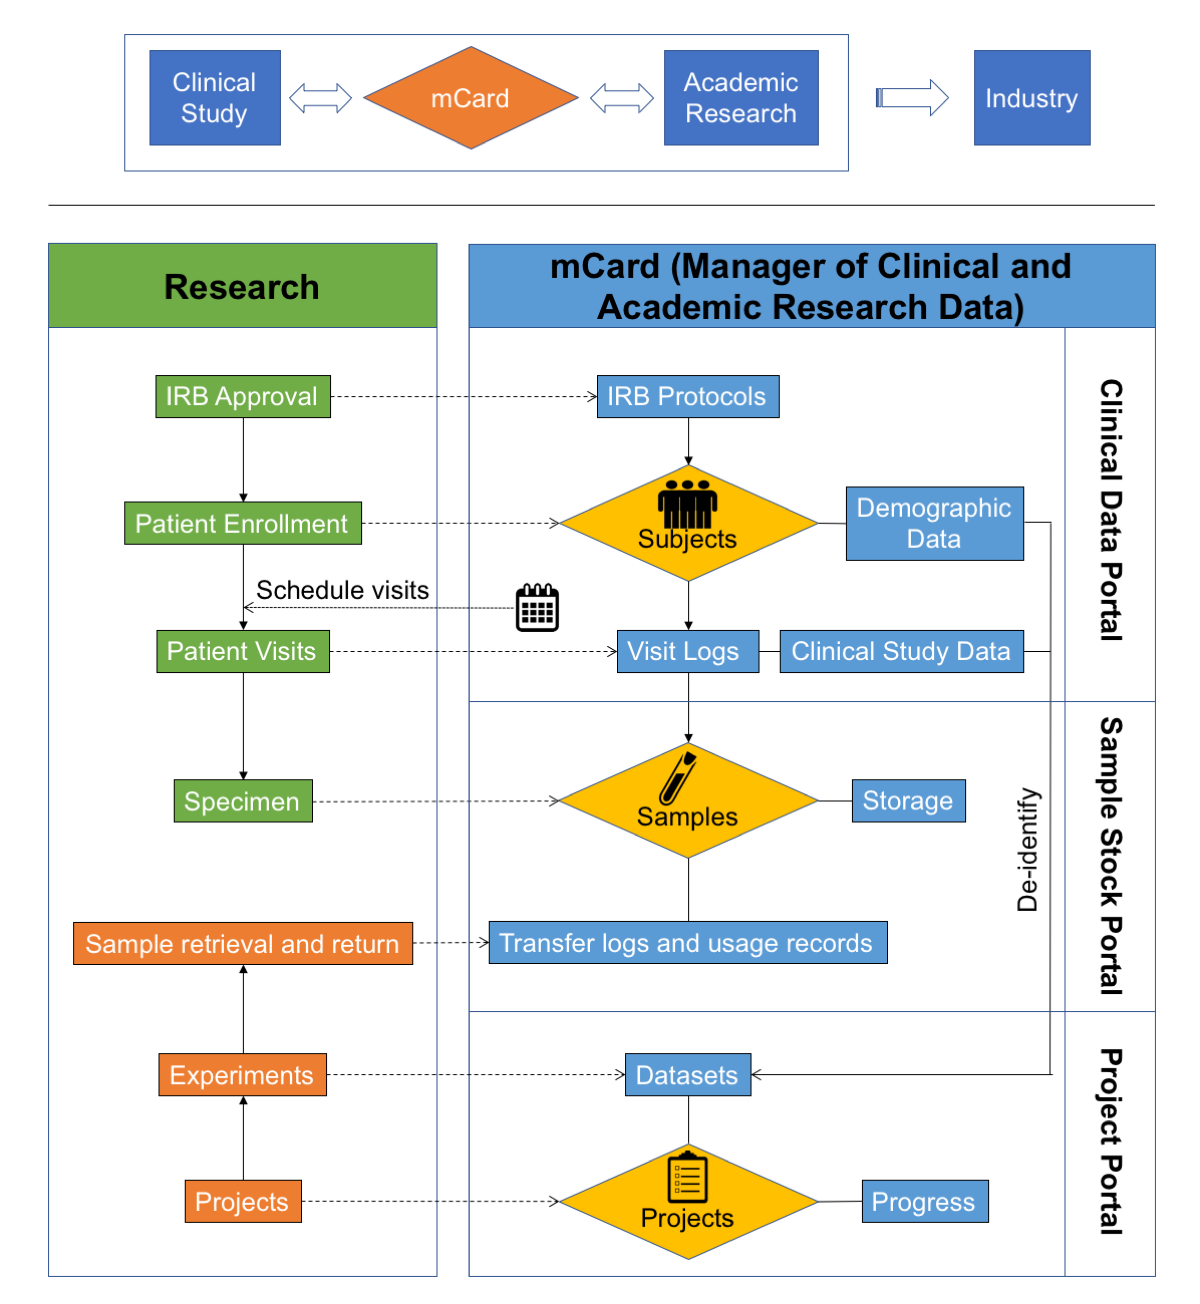 Clinical
Study
mCard
Academic
Research
Industry
Research
mCard (Manager of Clinical and
Academic Research Data)
IRB Approval
IRB Protocols
Patient Enrollment
Subjects
Demographic
Data
Schedule visits
Patient Visits
Visit Logs
Clinical Study Data
Clinical Data Portal
Specimen
Samples
Storage
De-identify
Sample retrieval and return
Transfer logs and usage records
Sample Stock Portal
Experiments
Datasets
Projects
Projects
Progress
Project Portal